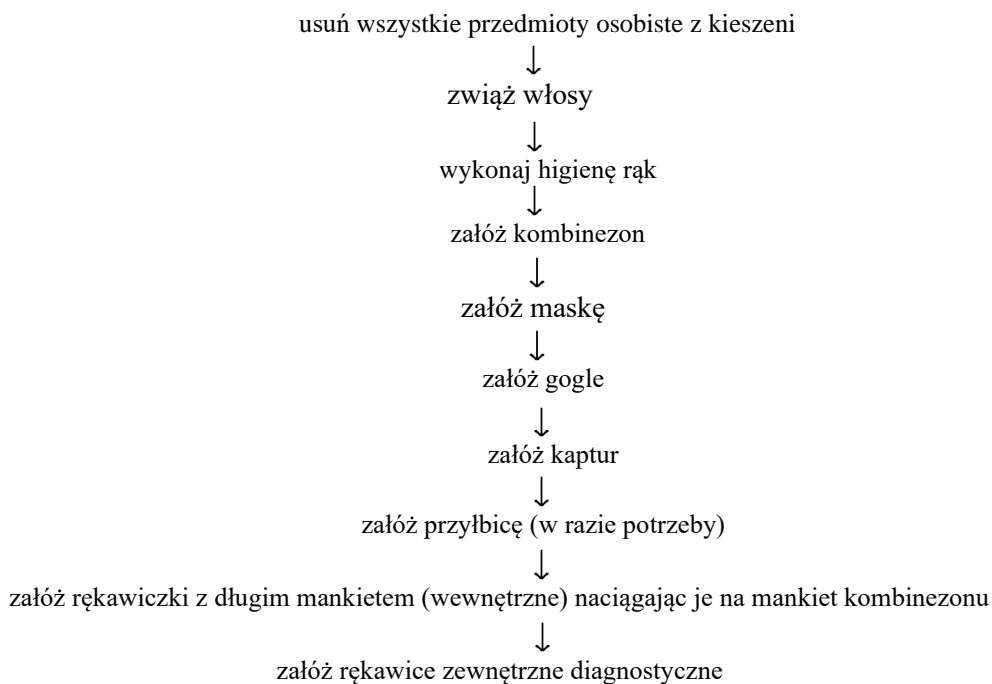 usuń wszystkie przedmioty osobiste z kieszeni
zwiąż włosy
wykonaj higienę rąk
załóż kombinezon
załóż maskę
załóż gogle
załóż kaptur
załóż przyłbicę (w razie potrzeby)
załóż rękawiczki z długim mankietem (wewnętrzne) naciągając je na mankiet kombinezonu
załóż rękawice zewnętrzne diagnostyczne